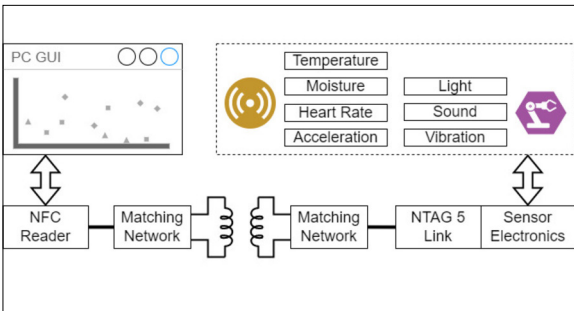 PC GUI
Temperature
Moisture
Heart Rate
Acceleration
Light
Sound
Vibration
NFC
Reader
Matching
Network
Matching
Network
NTAG 5
Link
Sensor
Electronics